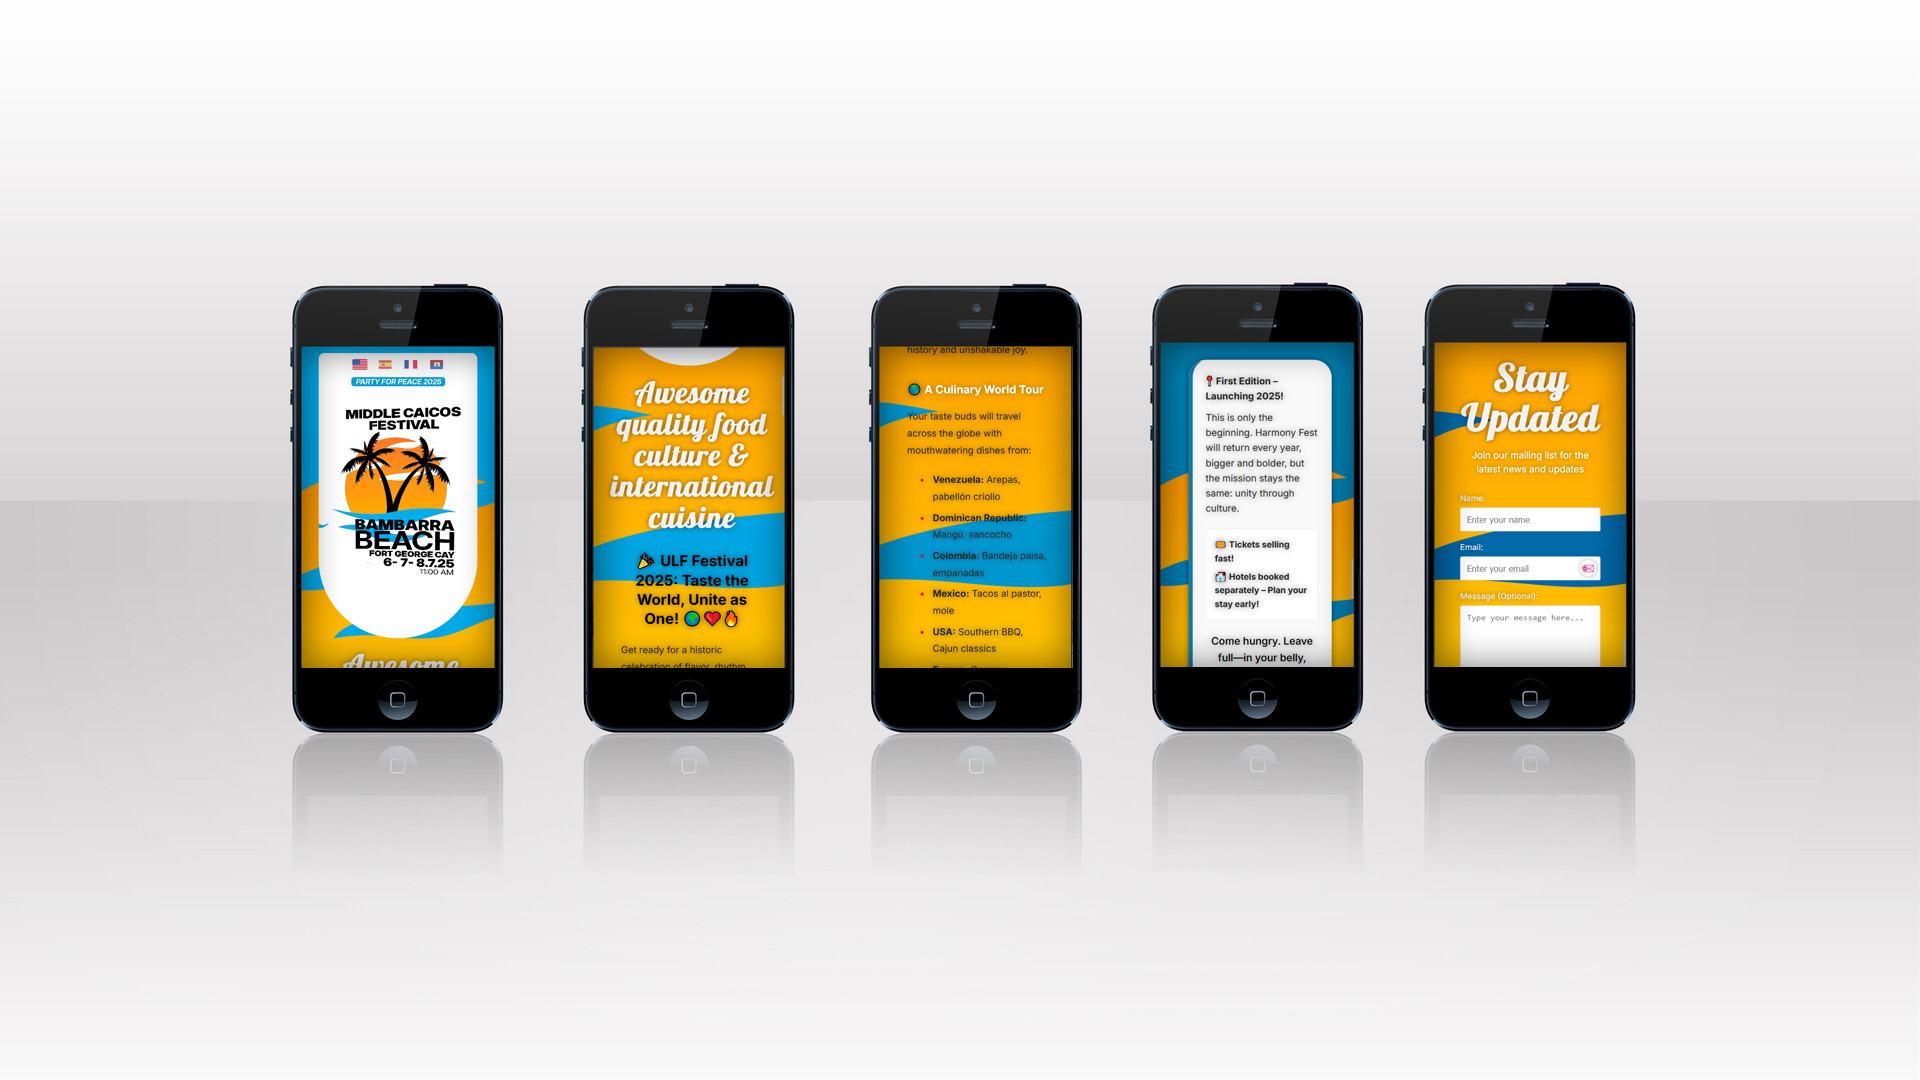 PARTY FOR PEACE 2025
MIDDLE CAICOS
FESTIVAL
BAMBARRA
BEACH
FORT GEORGE CAY
6- 7- 8.7.25
11:00 AM
Awesome
Awesome
quality food
culture &
international
cuisine
🎉 ULF Festival
2025: Taste the
World, Unite as
One! 🌍❤️🔥
Get ready for a historic
celebration of flavor, rhythm,
history and unshakable joy.
🌍 A Culinary World Tour
Your taste buds will travel
across the globe with
mouthwatering dishes from:
Venezuela: Arepas,
pabellón criollo
Dominican Republic:
Mangú, sancocho
Colombia: Bandeja paisa,
empanadas
Mexico: Tacos al pastor,
mole
USA: Southern BBQ,
Cajun classics
📍 First Edition –
Launching 2025!
This is only the
beginning. Harmony Fest
will return every year,
bigger and bolder, but
the mission stays the
same: unity through
culture.
🎟️ Tickets selling
fast!
🏨 Hotels booked
separately – Plan your
stay early!
Come hungry. Leave
full—in your belly,
Stay
Updated
Join our mailing list for the
latest news and updates
Name:
Enter your name
Email:
Enter your email
Message (Optional):
Type your message here...